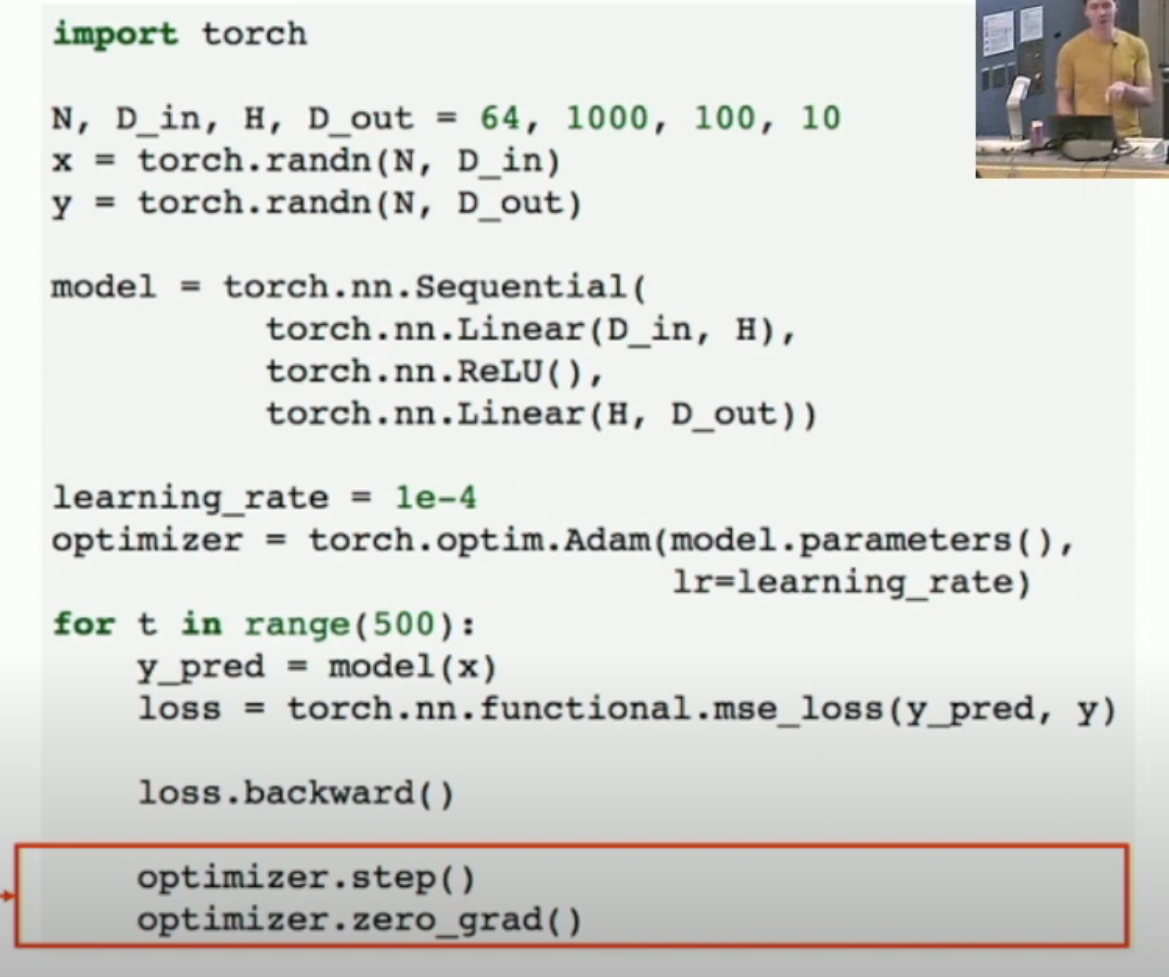 import torch
N, D_in, H, D_out = 64, 1000, 100, 10
x = torch.randn(N, D_in)
y = torch.randn(N, D_out)
model = torch.nn.Sequential(
torch.nn.Linear(D_in, H),
torch.nn.ReLU(),
torch.nn.Linear(H, D_out))
learning_rate = 1e-4
optimizer = torch.optim.Adam(model.parameters(),
lr=learning_rate)
for t in range(500):
y_pred = model(x)
loss = torch.nn.functional.mse_loss(y_pred, y)
loss.backward()
optimizer.step()
optimizer.zero_grad()